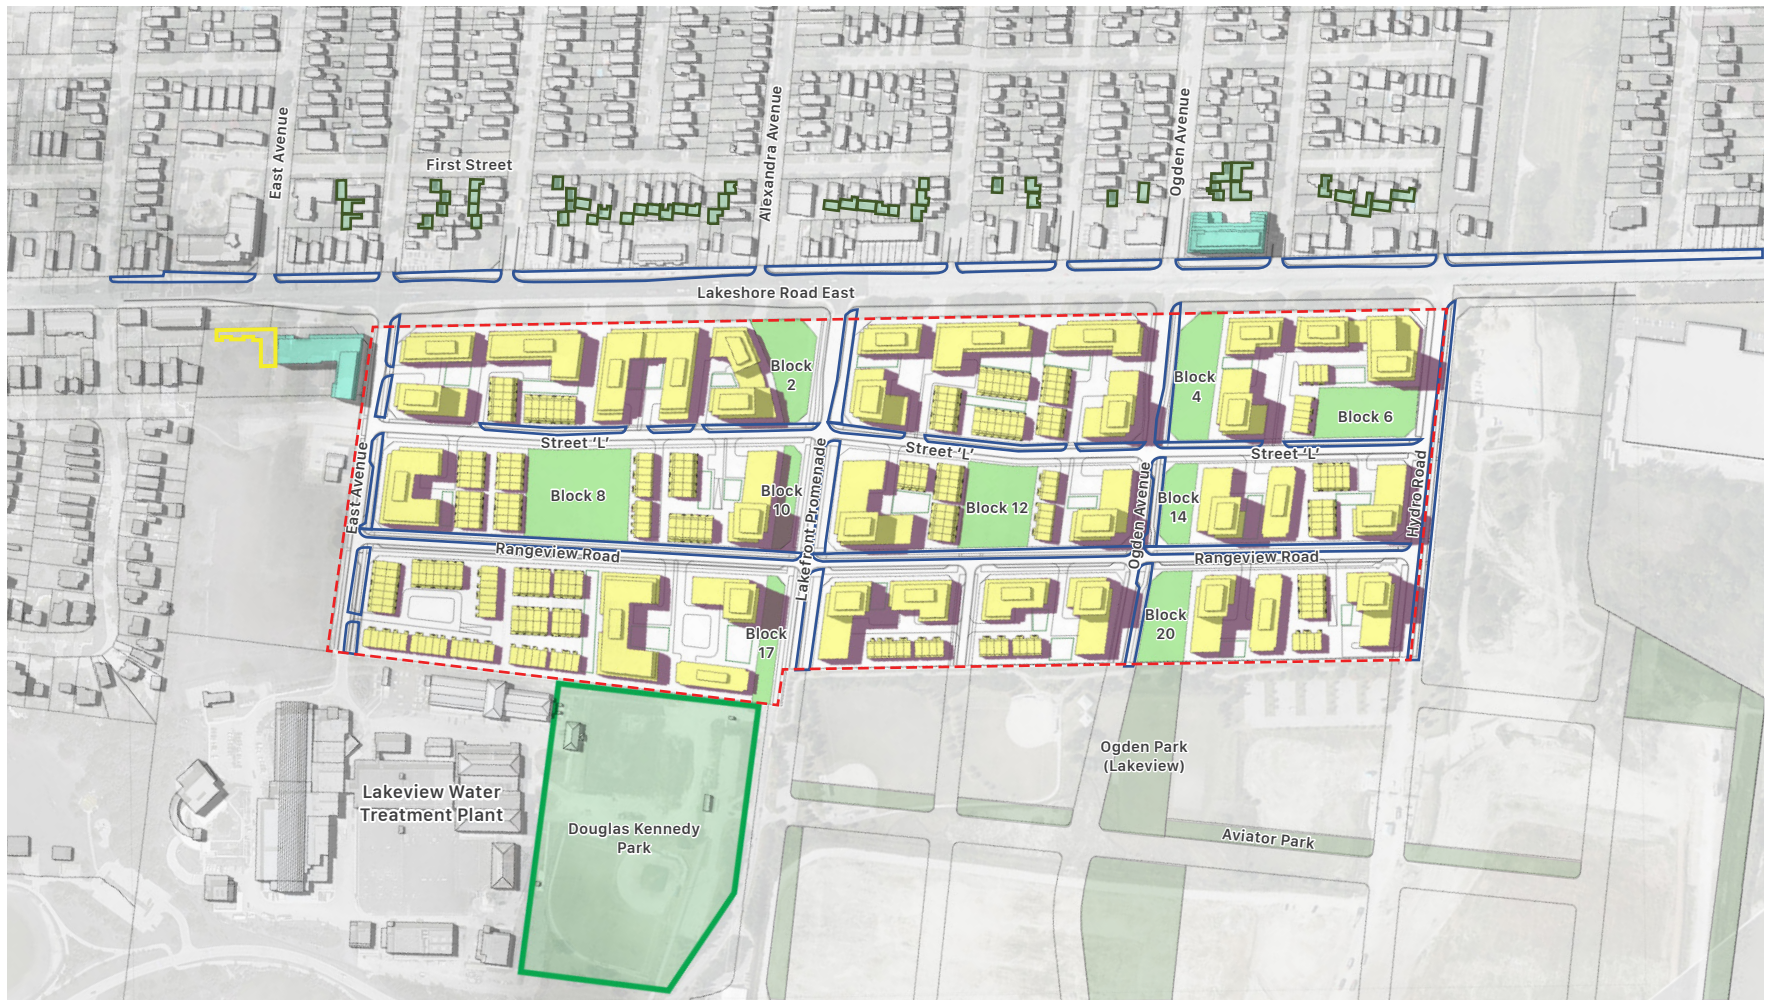 East Avenue
First Street
Alexandra Avenue
Ogden Avenue
Lakeshore Road East
Block
2
Block
4
Block 6
Street ‘L’
Street ‘L’
Street ‘L’
East Avenue
Block 8
Block
10
Lakefront Promenade
Block 12
Ogden Avenue
Block
14
Hydro Road
Rangeview Road
Rangeview Road
Block
17
Block
20
Lakeview Water
Treatment Plant
Douglas Kennedy
Park
Ogden Park
(Lakeview)
Aviator Park